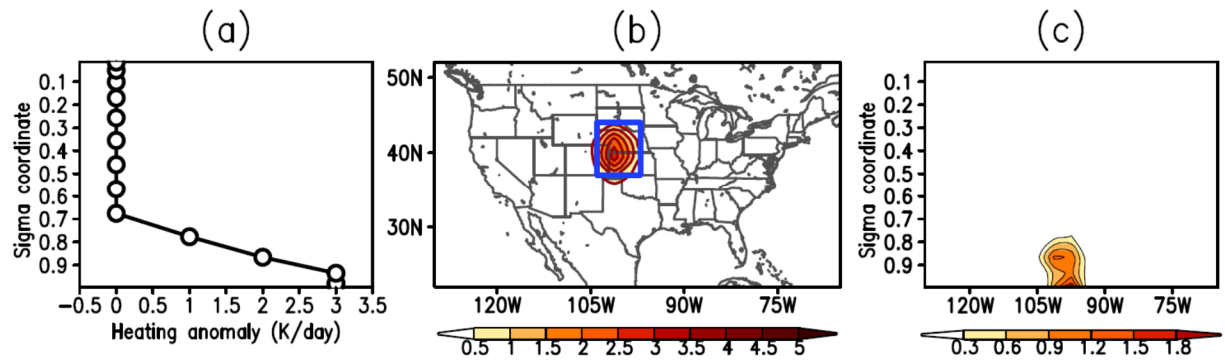 (a)
(b)
(c)
Sigma coordinate
0.1
0.2
0.3
0.4
0.5
0.6
0.7
0.8
0.9
−0.5 0 0.5 1 1.5 2 2.5 3 3.5
Heating anomaly (K/day)
50N
40N
30N
120W 105W 90W 75W
0.5 1 1.5 2 2.5 3 3.5 4 4.5 5
Sigma coordinate
0.1
0.2
0.3
0.4
0.5
0.6
0.7
0.8
0.9
120W 105W 90W 75W
0.3 0.6 0.9 1.2 1.5 1.8